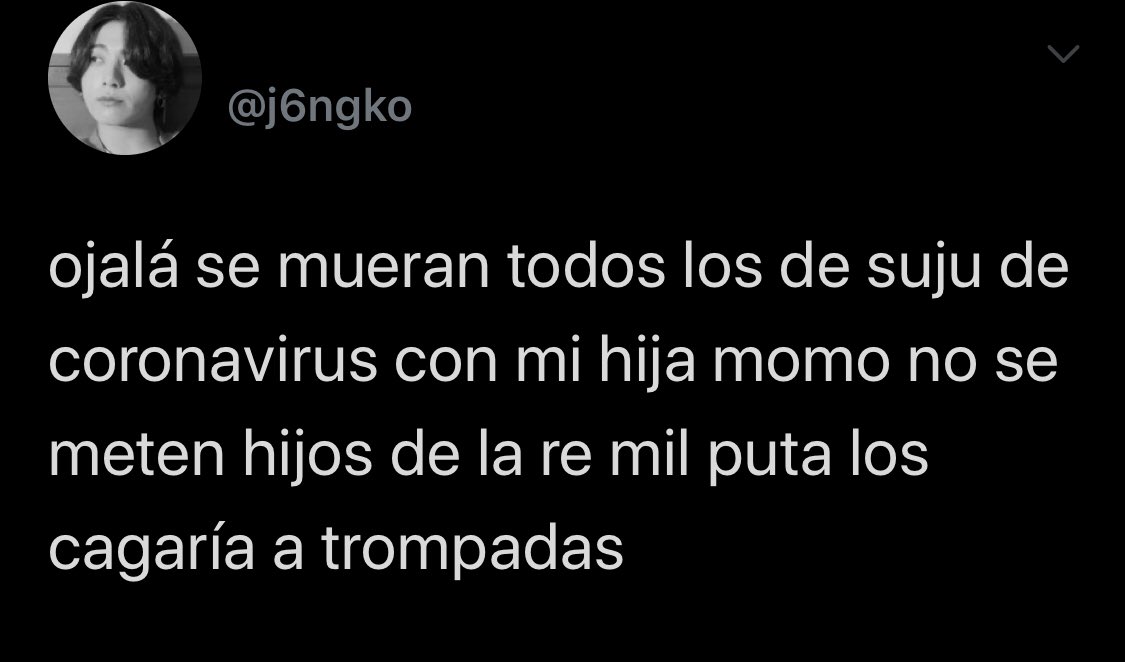 @j6ngko
ojalá se mueran todos los de suju de
coronavirus con mi hija momo no se
meten hijos de la re mil puta los
cagaría a trompadas